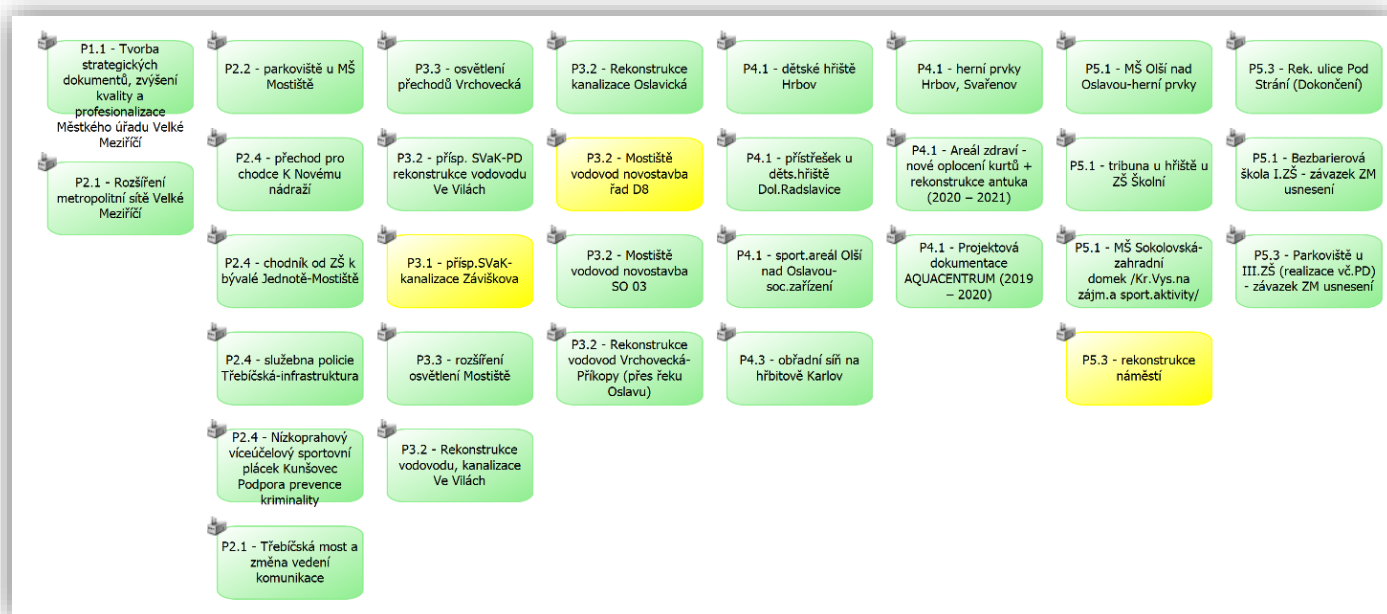 P1.1 - Tvorba
strategických
dokumentů, zvýšení
kvality a
profesionalizace
Městkého úřadu Velké
Meziříčí
P2.1 - Rozšíření
metropolitní sítě Velké
Meziříčí
P2.2 - parkoviště u MŠ
Mostiště
P2.4 - přechod pro
chodce K Novému
nádraží
P2.4 - chodník od ZŠ k
bývalé Jednotě-Mostiště
P2.4 - služebna policie
Třebíčská-infrastruktura
P2.4 - Nízkoprahový
víceúčelový sportovní
plácek Kunšovec
Podpora prevence
kriminality
P2.1 - Třebíčská most a
změna vedení
komunikace
P3.3 - osvětlení
přechodů Vrchovecká
P3.2 - přísp. SVaK-PD
rekonstrukce vodovodu
Ve Vilách
P3.1 - přísp.SVaK-
kanalizace Záviškova
P3.3 - rozšíření
osvětlení Mostiště
P3.2 - Rekonstrukce
vodovodu, kanalizace
Ve Vilách
P3.2 - Rekonstrukce
kanalizace Oslavická
P3.2 - Mostiště
vodovod novostavba
řad D8
P3.2 - Mostiště
vodovod novostavba
SO 03
P3.2 - Rekonstrukce
vodovod Vrchovecká-
Příkopy (přes řeku
Oslavu)
P4.1 - dětské hřiště
Hrbov
P4.1 - přístřešek u
děts.hřiště
Dol.Radslavice
P4.1 - sport.areál Olší
nad Oslavou-
soc.zařízení
P4.3 - obřadní síň na
hřbitově Karlov
P4.1 - herní prvky
Hrbov, Svařenov
P4.1 - Areál zdraví -
nové oplocení kurtů +
rekonstrukce antuka
(2020 – 2021)
P4.1 - Projektová
dokumentace
AQUACENTRUM (2019
– 2020)
P5.1 - MŠ Olší nad
Oslavou-herní prvky
P5.1 - tribuna u hřiště u
ZŠ Školní
P5.1 - MŠ Sokolovská-
zahradní
domek /Kr.Vys.na
zájm.a sport.aktivity/
P5.3 - rekonstrukce
náměstí
P5.3 - Rek. ulice Pod
Strání (Dokončení)
P5.1 - Bezbarierová
škola I.ZŠ - závazek ZM
usnesení
P5.3 - Parkoviště u
III.ZŠ (realizace vč.PD)
- závazek ZM usnesení